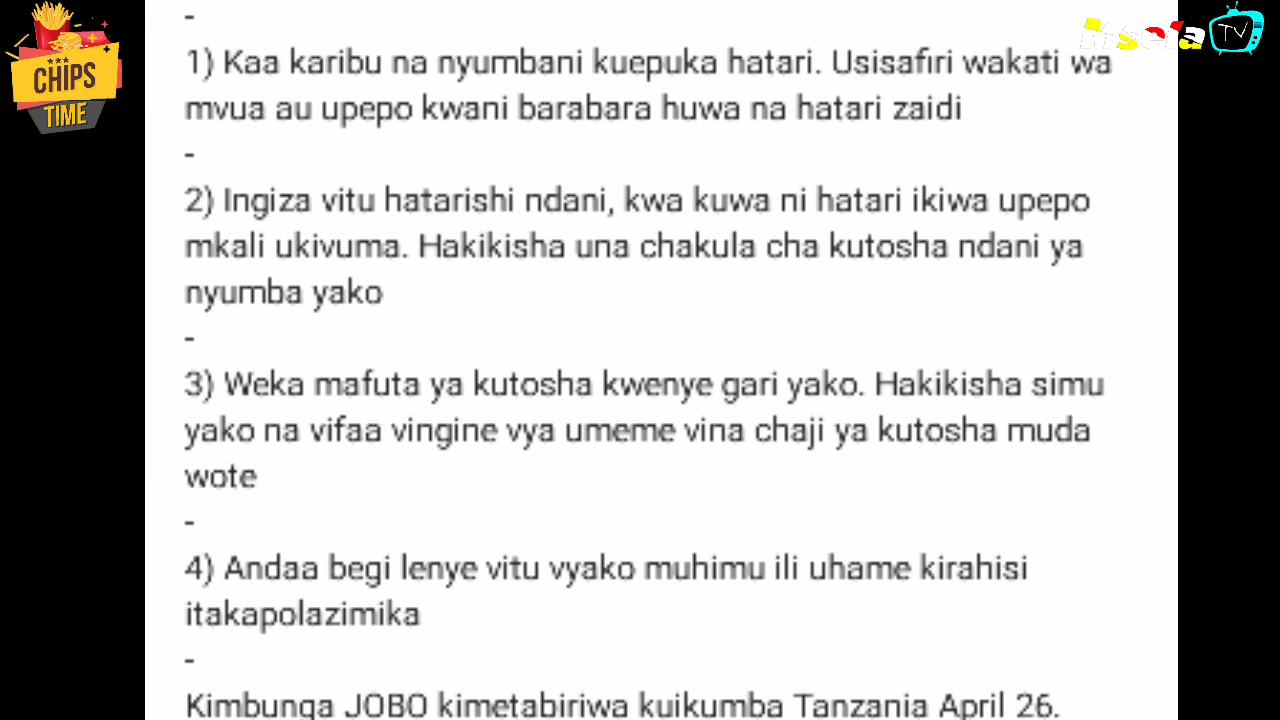 CHIPS
TIME
Msela
TV
-
1) Kaa karibu na nyumbani kuepuka hatari. Usisafiri wakati wa
mvua au upepo kwani barabara huwa na hatari zaidi
-
2) Ingiza vitu hatarishi ndani, kwa kuwa ni hatari ikiwa upepo
mkali ukivuma. Hakikisha una chakula cha kutosha ndani ya
nyumba yako
-
3) Weka mafuta ya kutosha kwenye gari yako. Hakikisha simu
yako na vifaa vingine vya umeme vina chaji ya kutosha muda
wote
-
4) Andaa begi lenye vitu vyako muhimu ili uhame kirahisi
itakapolazimika
-
Kimbunga JOBO kimetabiriwa kuikumba Tanzania April 26.